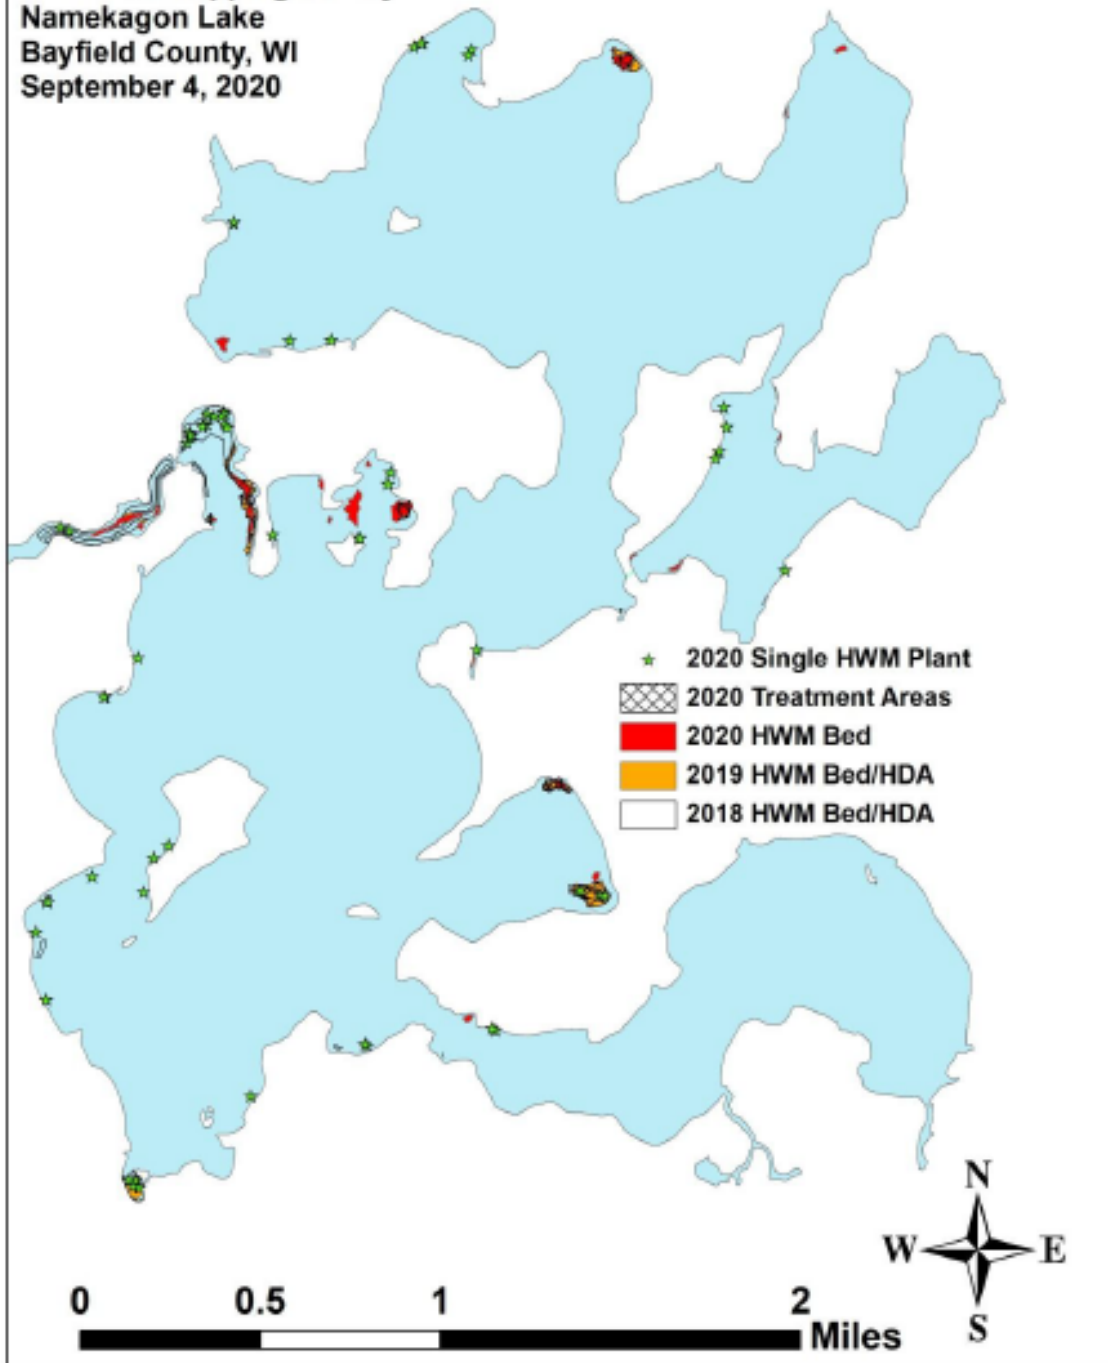 Namekagon Lake
Bayfield County, WI
September 4, 2020
2020 Single HWM Plant
2020 Treatment Areas
2020 HWM Bed
2019 HWM Bed/HDA
2018 HWM Bed/HDA
N
W E
S
0 0.5 1 2
Miles